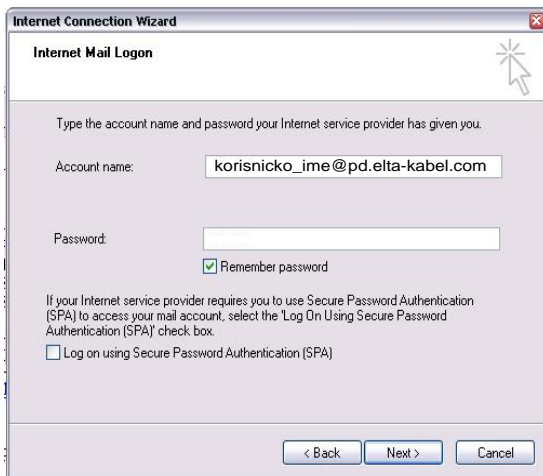 Internet Connection Wizard
Internet Mail Logon
Type the account name and password your Internet service provider has given you.
Account name:
korisnicko_ime@pd.elta-kabel.com
Password:
Remember password
If your Internet service provider requires you to use Secure Password Authentication
(SPA) to access your mail account, select the 'Log On Using Secure Password
Authentication (SPA)' check box.
Log on using Secure Password Authentication (SPA)
< Back
Next >
Cancel